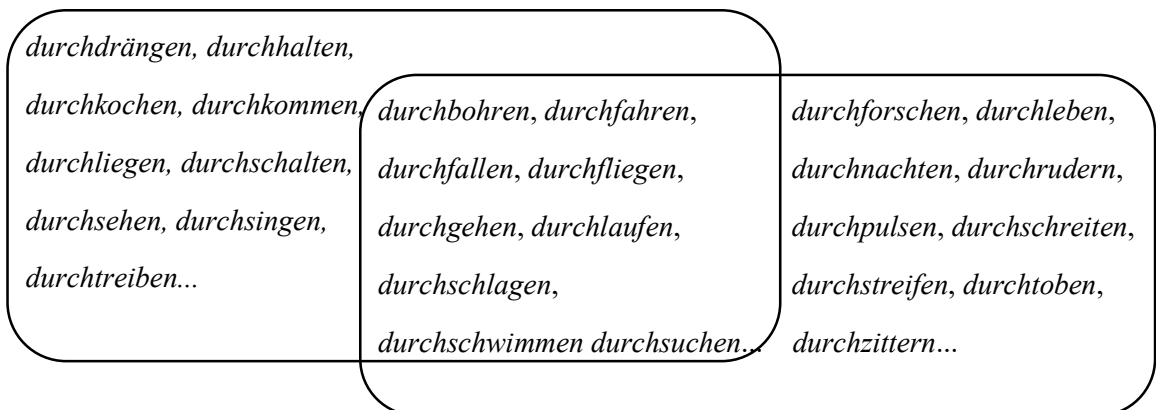 durchdrängen, durchhalten,
durchkochen, durchkommen,
durchliegen, durchschalten,
durchsehen, durchsingen,
durchtreiben...
durchbohren, durchfahren,
durchfallen, durchfliegen,
durchgehen, durchlaufen,
durchschlagen,
durchschwimmen durchsuchen...
durchforschen, durchleben,
durchnachten, durchrudern,
durchpulsen, durchschreiten,
durchstreifen, durchtoben,
durchzittern...